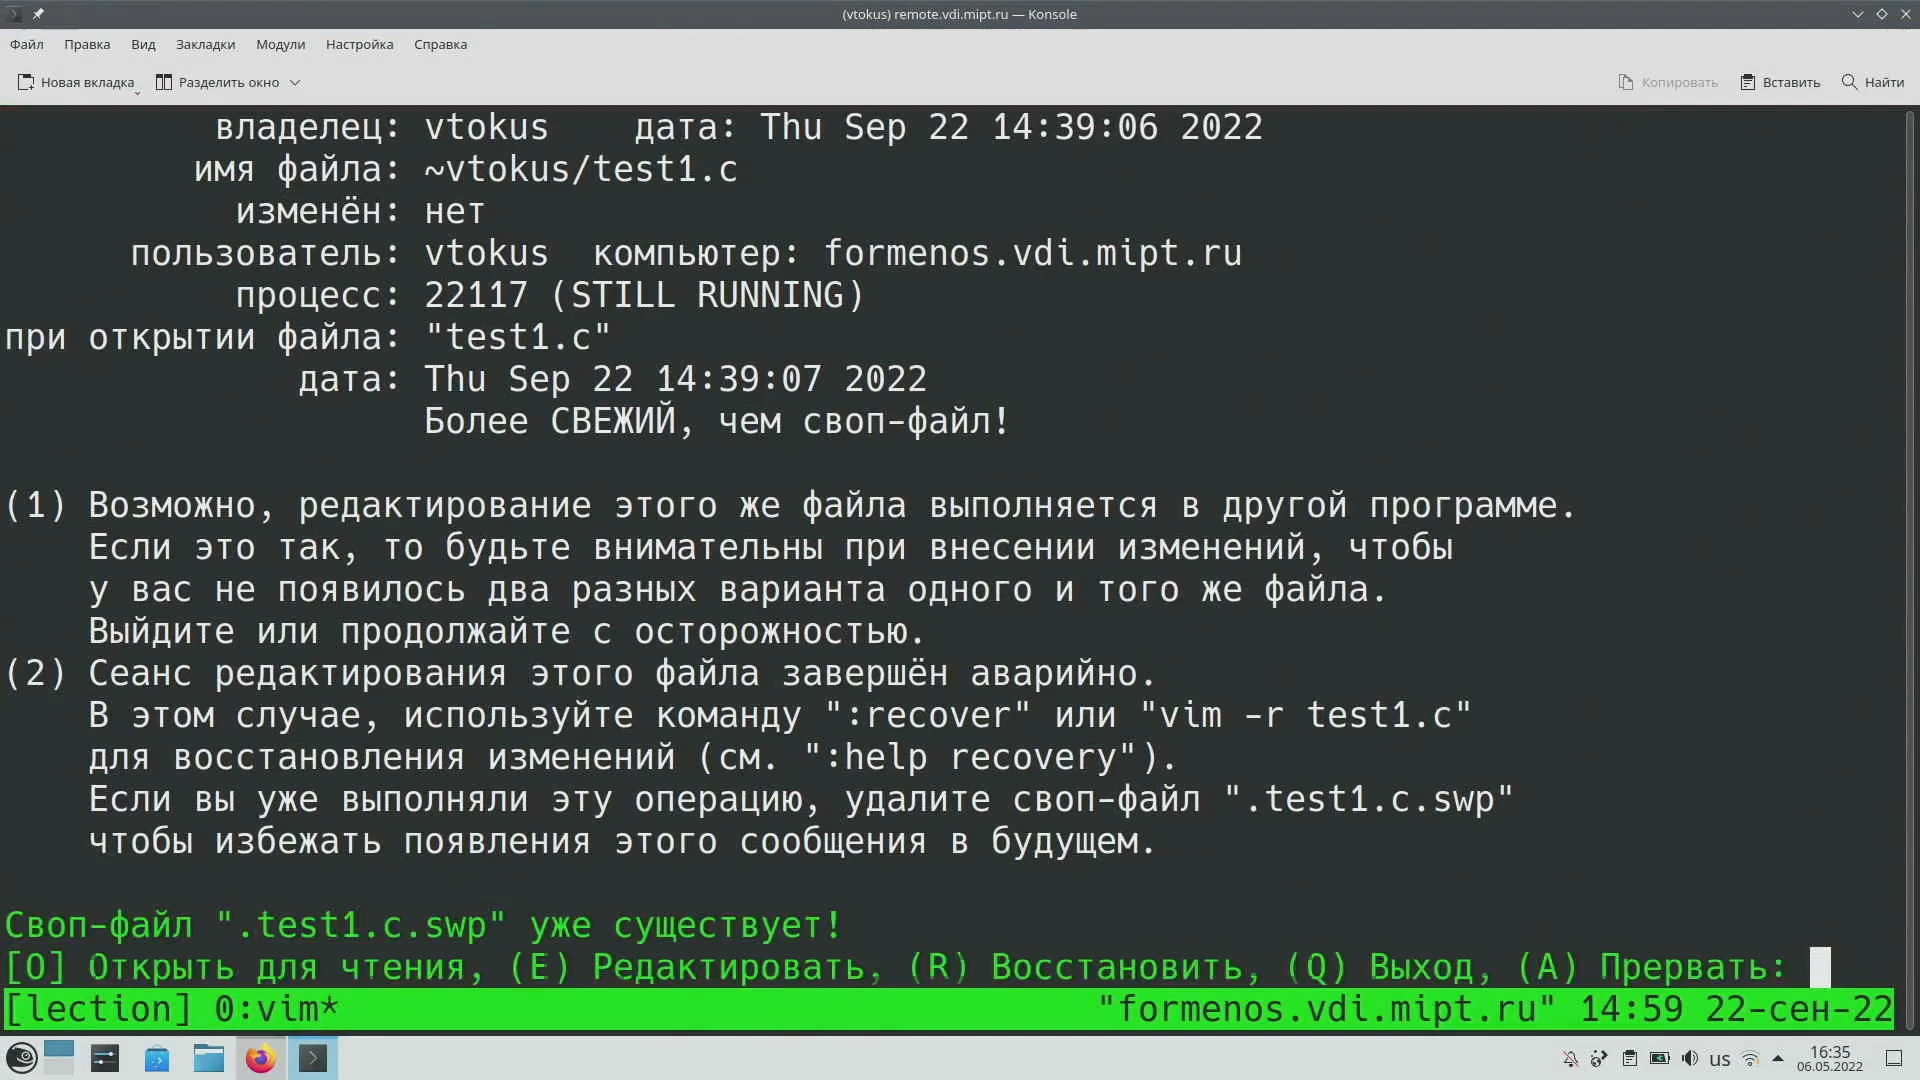 (vtokus) remote.vdi.mipt.ru — Konsole
Файл Правка Вид Закладки Модули Настройка Справка
Новая вкладка Разделить окно Копировать Вставить Найти
владелец: vtokus дата: Thu Sep 22 14:39:06 2022
имя файла: ~vtokus/test1.c
изменён: нет
пользователь: vtokus компьютер: formenos.vdi.mipt.ru
процесс: 22117 (STILL RUNNING)
при открытии файла: "test1.c"
дата: Thu Sep 22 14:39:07 2022
Более СВЕЖИЙ, чем своп-файл!
(1) Возможно, редактирование этого же файла выполняется в другой программе.
Если это так, то будьте внимательны при внесении изменений, чтобы
у вас не появилось два разных варианта одного и того же файла.
Выйдите или продолжайте с осторожностью.
(2) Сеанс редактирования этого файла завершён аварийно.
В этом случае, используйте команду ":recover" или "vim -r test1.c"
для восстановления изменений (см. ":help recovery").
Если вы уже выполняли эту операцию, удалите своп-файл ".test1.c.swp"
чтобы избежать появления этого сообщения в будущем.
Своп-файл ".test1.c.swp" уже существует!
[O] Открыть для чтения, (E) Редактировать, (R) Восстановить, (Q) Выход, (A) Прервать:
[lection] 0:vim* "formenos.vdi.mipt.ru" 14:59 22-сен-22
us 16:35
06.05.2022